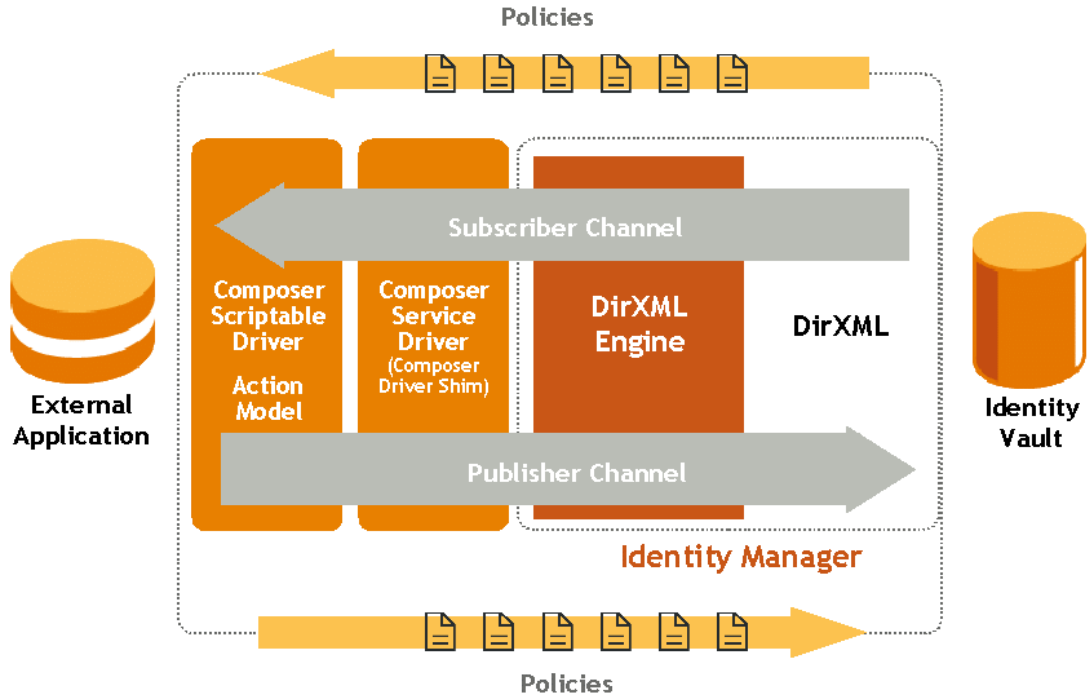 Policies
Subscriber Channel
Composer
Scriptable
Driver
Action
Model
Composer
Service
Driver
(Composer
Driver Shim)
DirXML
Engine
DirXML
External
Application
Identity
Vault
Publisher Channel
Identity Manager
Policies